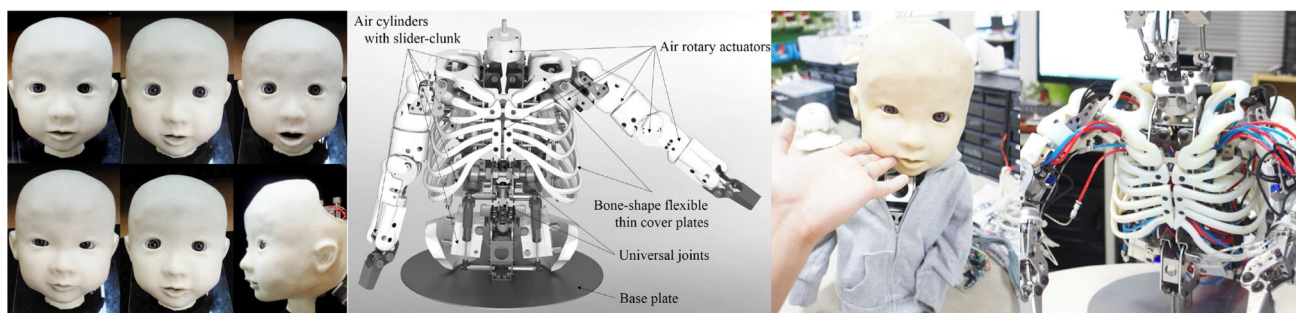 Air cylinders
with slider-clunk
Air rotary actuators
Bone-shape flexible
thin cover plates
Universal joints
Base plate